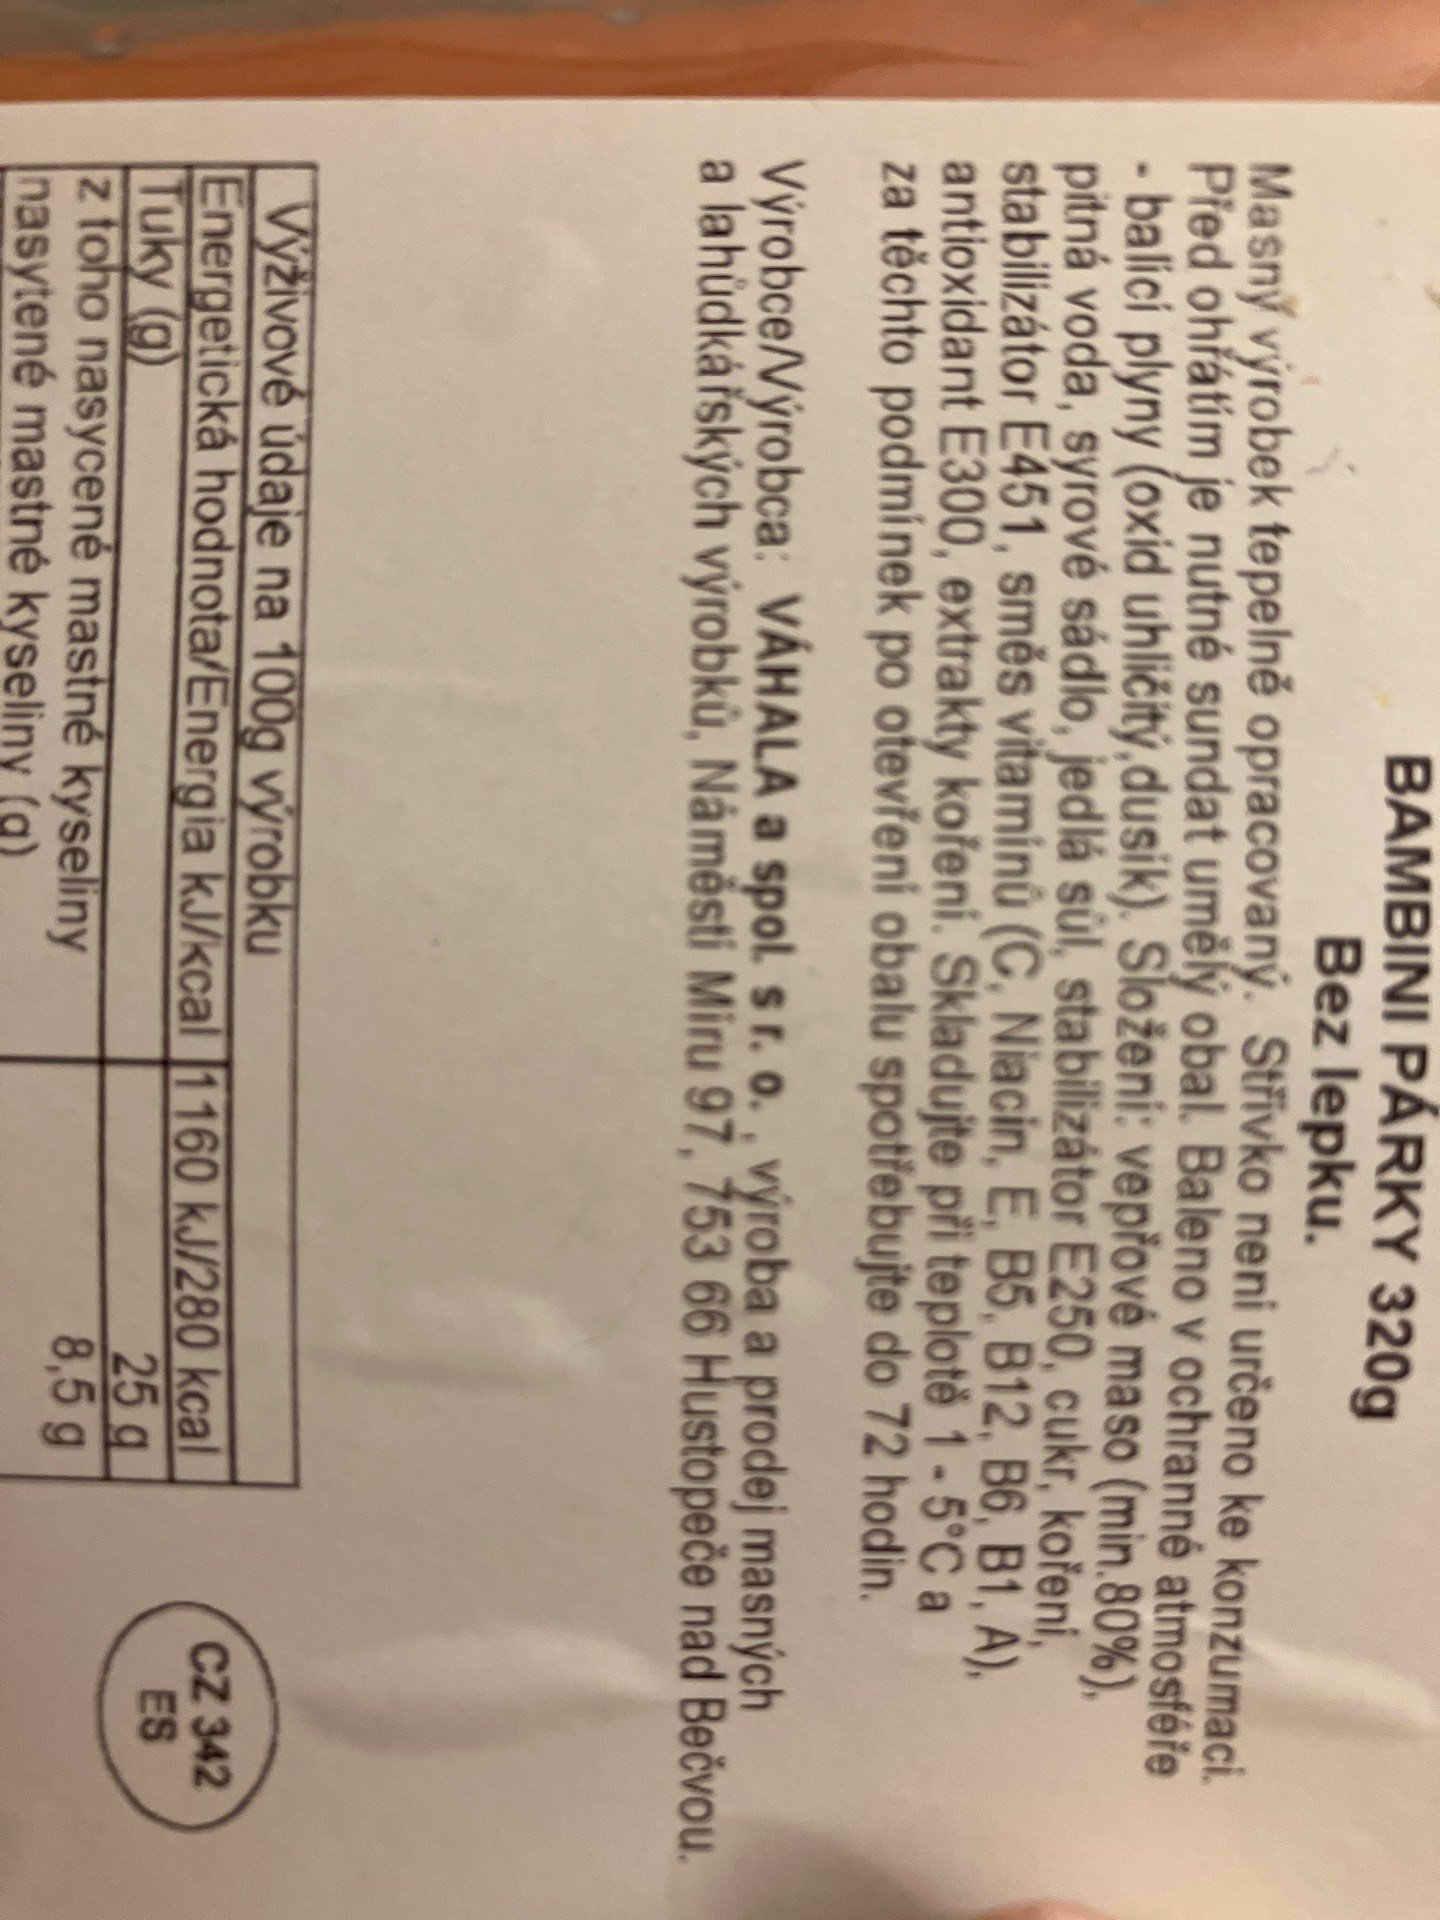 BAMBINI PÁRKY 320g
Bez lepku.
Masný výrobek tepelně opracovaný. Střívko není určeno ke konzumaci.
Před ohřátím je nutné sundat umělý obal. Baleno v ochranné atmosféře
- balící plyny (oxid uhličitý,dusík). Složení: vepřové maso (min.80%),
pitná voda, syrové sádlo, jedlá sůl, stabilizátor E250, cukr, koření,
stabilizátor E451, směs vitamínů (C, Niacin, E, B5, B12, B6, B1, A),
antioxidant E300, extrakty koření. Skladujte při teplotě 1 - 5°C a
za těchto podmínek po otevření obalu spotřebujte do 72 hodin.
Výrobce/Výrobca: VÁHALA a spol. s r. o. , výroba a prodej masných
a lahůdkářských výrobků, Náměstí Míru 97, 753 66 Hustopeče nad Bečvou.
Výživové údaje na 100g výrobku
Energetická hodnota/Energia kJ/kcal 1160 kJ/280 kcal
Tuky (g) 25 g
z toho nasycené mastné kyseliny 8,5 g
nasytené mastné kyseliny (g)
CZ 342
ES